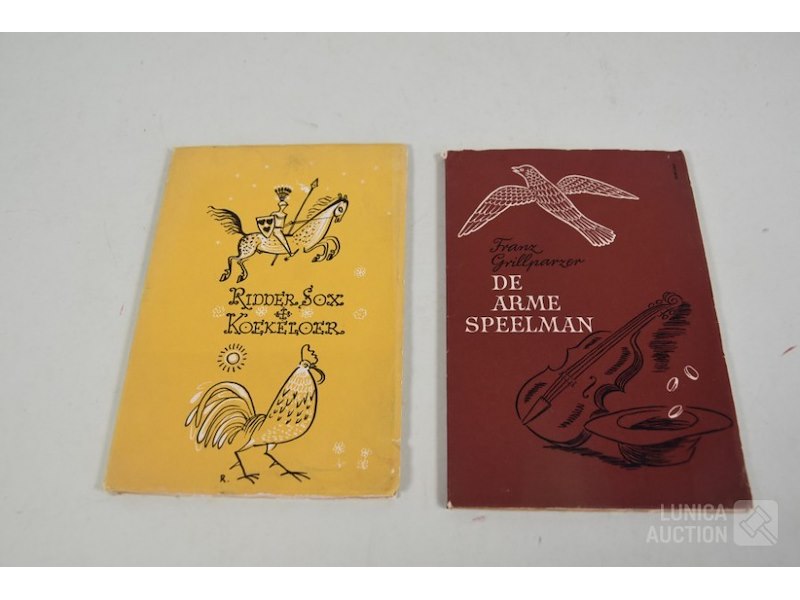 RIDDER SOX
KOEKELOER
R.
Franz
Grillparzer
DE
ARME
SPEELMAN
LUNICA
AUCTION